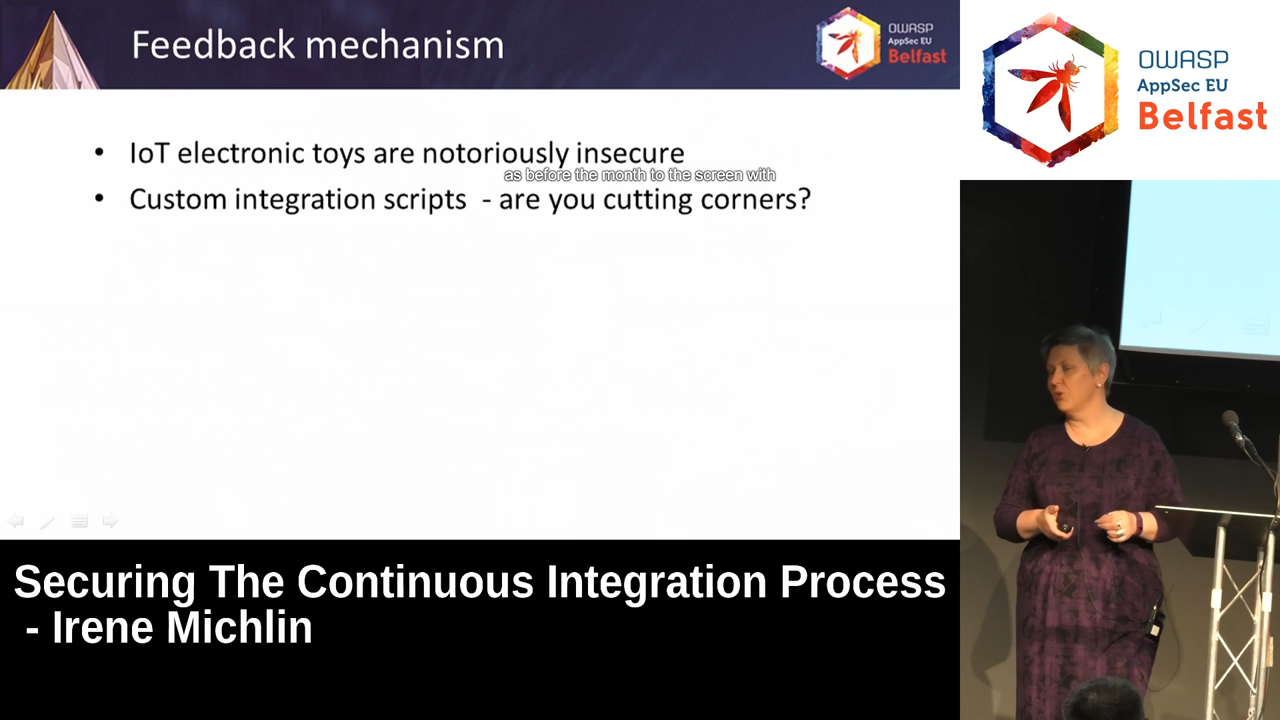 Feedback mechanism
OWASP
AppSec EU
Belfast
OWASP
AppSec EU
Belfast
• IoT electronic toys are notoriously insecure
as before the month to the screen with
• Custom integration scripts - are you cutting corners?
Securing The Continuous Integration Process
- Irene Michlin